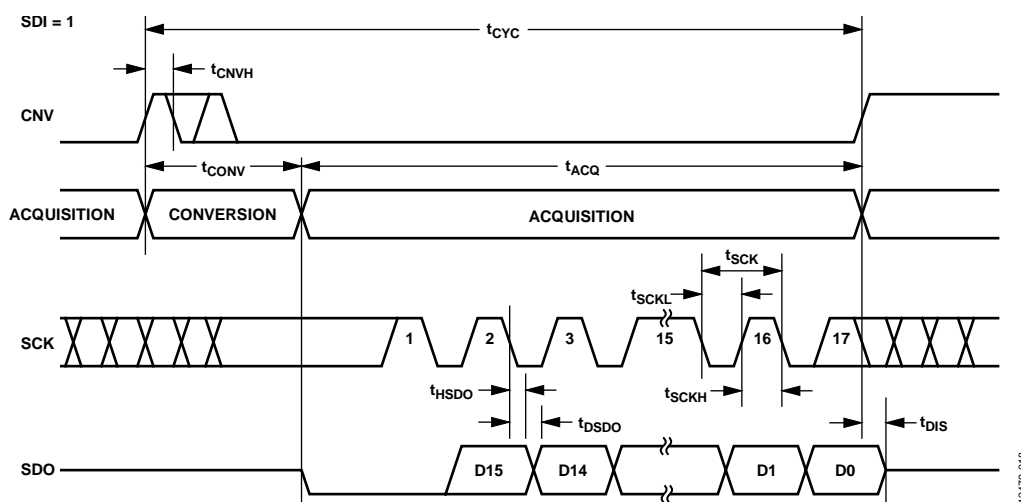 SDI = 1
tCYC
tCNVH
CNV
tCONV
tACQ
ACQUISITION
CONVERSION
ACQUISITION
tSCK
tSCKL
SCK
1
2
3
15
16
17
tHSDO
tSCKH
tDSDO
tDIS
SDO
D15
D14
D1
D0